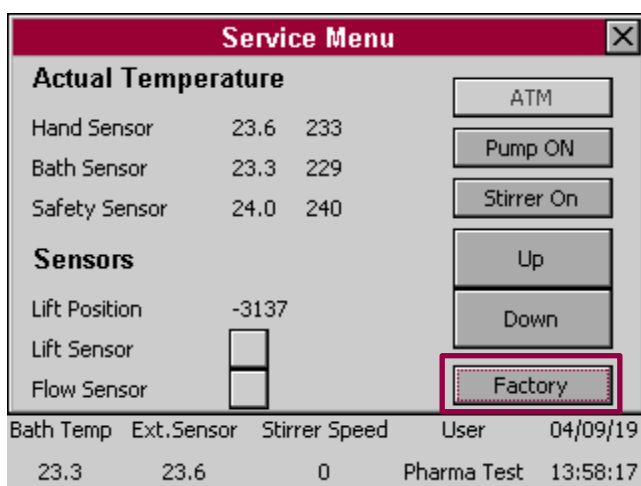 Service Menu
Actual Temperature
Hand Sensor 23.6 233
Bath Sensor 23.3 229
Safety Sensor 24.0 240
Sensors
Lift Position -3137
Lift Sensor
Flow Sensor
ATM
Pump ON
Stirrer On
Up
Down
Factory
Bath Temp Ext.Sensor Stirrer Speed User 04/09/19
23.3 23.6 0 Pharma Test 13:58:17